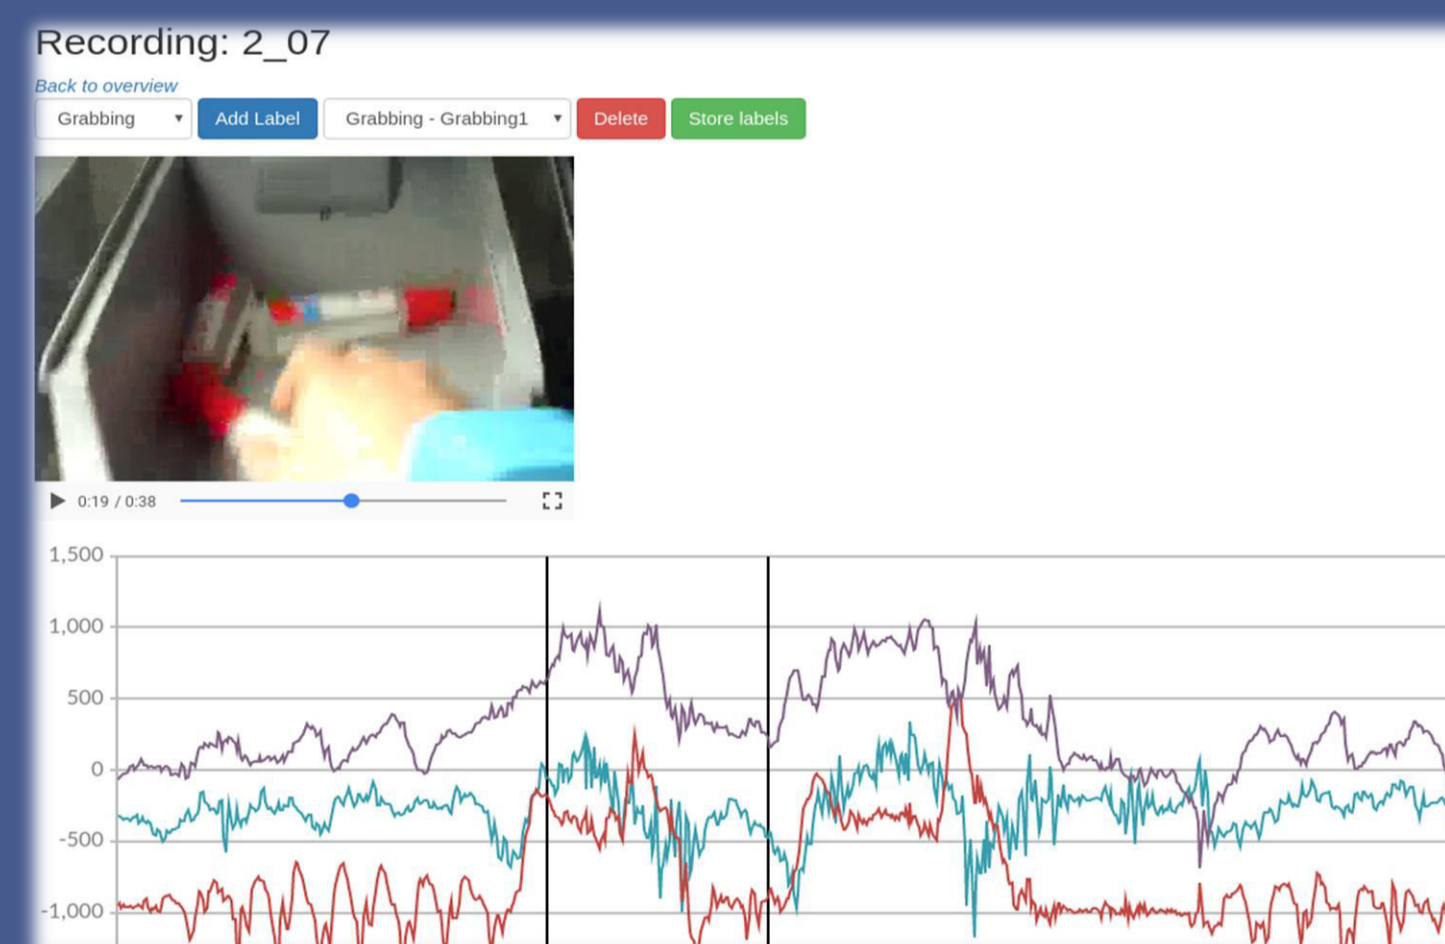 Recording: 2_07
Back to overview
Grabbing Add Label Grabbing - Grabbing1 Delete Store labels
0:19 / 0:38
1,500
1,000
500
0
-500
-1,000